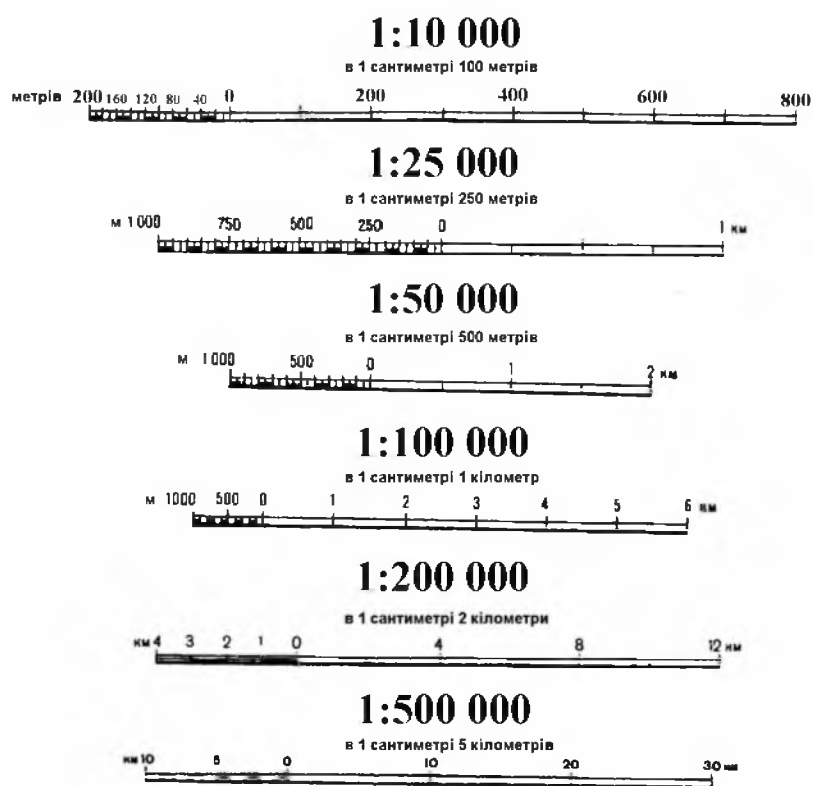 1:10 000
в 1 сантиметрі 100 метрів
метрів 200 160 120 80 40 0 200 400 600 800
1:25 000
в 1 сантиметрі 250 метрів
м 1000 750 500 250 0 1 км
1:50 000
в 1 сантиметрі 500 метрів
м 1000 500 0 1 2 км
1:100 000
в 1 сантиметрі 1 кілометр
м 1000 500 0 1 2 3 4 5 6 км
1:200 000
в 1 сантиметрі 2 кілометри
км 4 3 2 1 0 4 8 12 км
1:500 000
в 1 сантиметрі 5 кілометрів
км 10 5 0 10 20 30 км